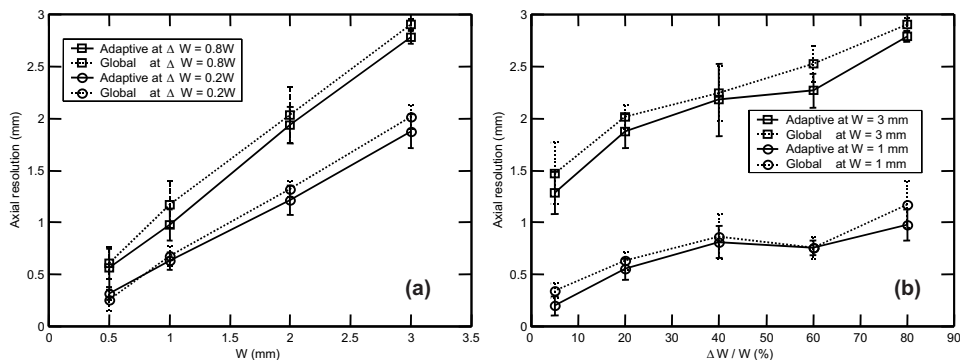 3
2.5
2
1.5
1
0.5
0
Axial resolution (mm)
Adaptive at Δ W = 0.8W
Global at Δ W = 0.8W
Adaptive at Δ W = 0.2W
Global at Δ W = 0.2W
(a)
0 0.5 1 1.5 2 2.5 3 3.5
W (mm)
3
2.5
2
1.5
1
0.5
0
Axial resolution (mm)
Adaptive at W = 3 mm
Global at W = 3 mm
Adaptive at W = 1 mm
Global at W = 1 mm
(b)
0 10 20 30 40 50 60 70 80 90
Δ W / W (%)